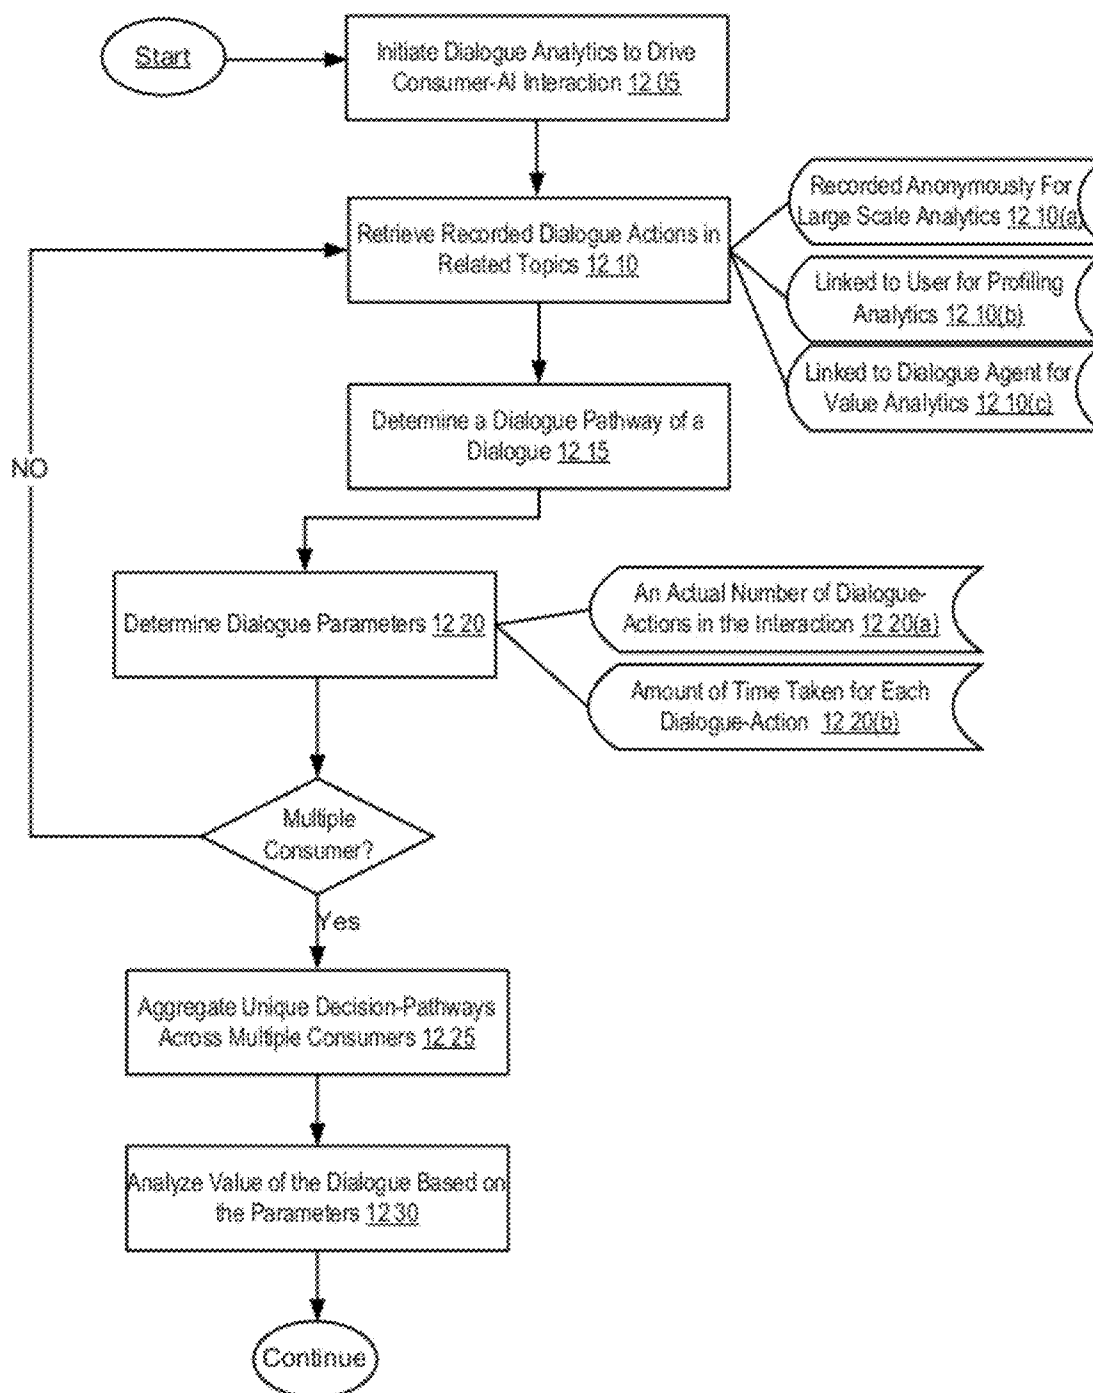 Start
Initiate Dialogue Analytics to Drive
Consumer-AI Interaction 12.05
Retrieve Recorded Dialogue Actions in
Related Topics 12.10
Recorded Anonymously For
Large Scale Analytics 12.10(a)
Linked to User for Profiling
Analytics 12.10(b)
Linked to Dialogue Agent for
Value Analytics 12.10(c)
Determine a Dialogue Pathway of a
Dialogue 12.15
NO
Determine Dialogue Parameters 12.20
An Actual Number of Dialogue-
Actions in the Interaction 12.20(a)
Amount of Time Taken for Each
Dialogue-Action 12.20(b)
Multiple
Consumer?
Yes
Aggregate Unique Decision-Pathways
Across Multiple Consumers 12.25
Analyze Value of the Dialogue Based on
the Parameters 12.30
Continue